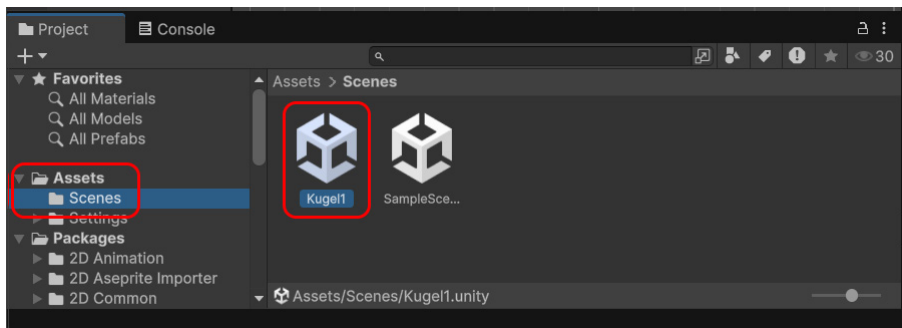 Project Console
30
Favorites
All Materials
All Models
All Prefabs
Assets
Scenes
Settings
Packages
2D Animation
2D Aseprite Importer
2D Common
Assets > Scenes
Kugel1 SampleSce...
Assets/Scenes/Kugel1.unity